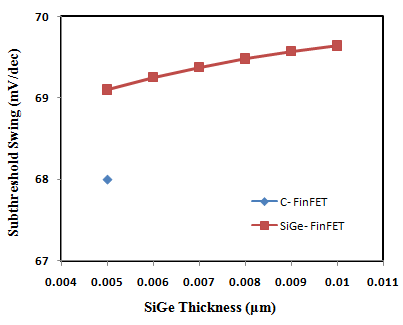 70
69
68
67
Subthreshold Swing (mV/dec)
C- FinFET
SiGe- FinFET
0.004 0.005 0.006 0.007 0.008 0.009 0.01 0.011
SiGe Thickness (µm)